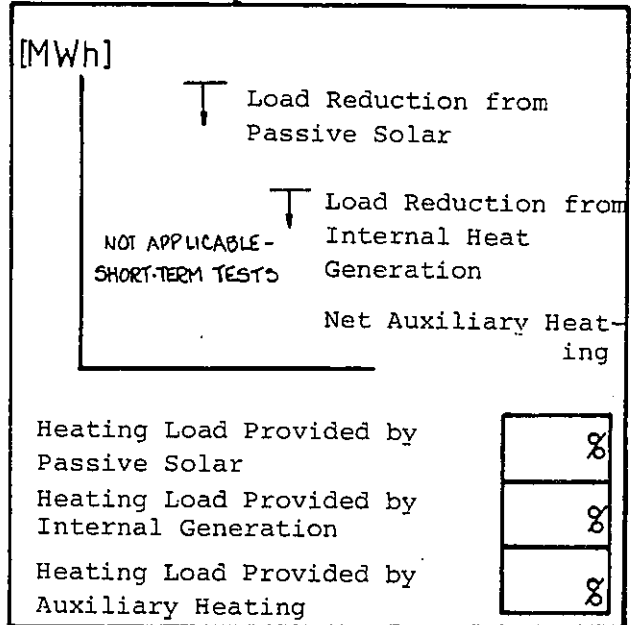 [MWh]
Load Reduction from
Passive Solar
Load Reduction from
Internal Heat
Generation
NOT APPLICABLE-
SHORT-TERM TESTS
Net Auxiliary Heat-
ing
Heating Load Provided by
Passive Solar
%
Heating Load Provided by
Internal Generation
%
Heating Load Provided by
Auxiliary Heating
%